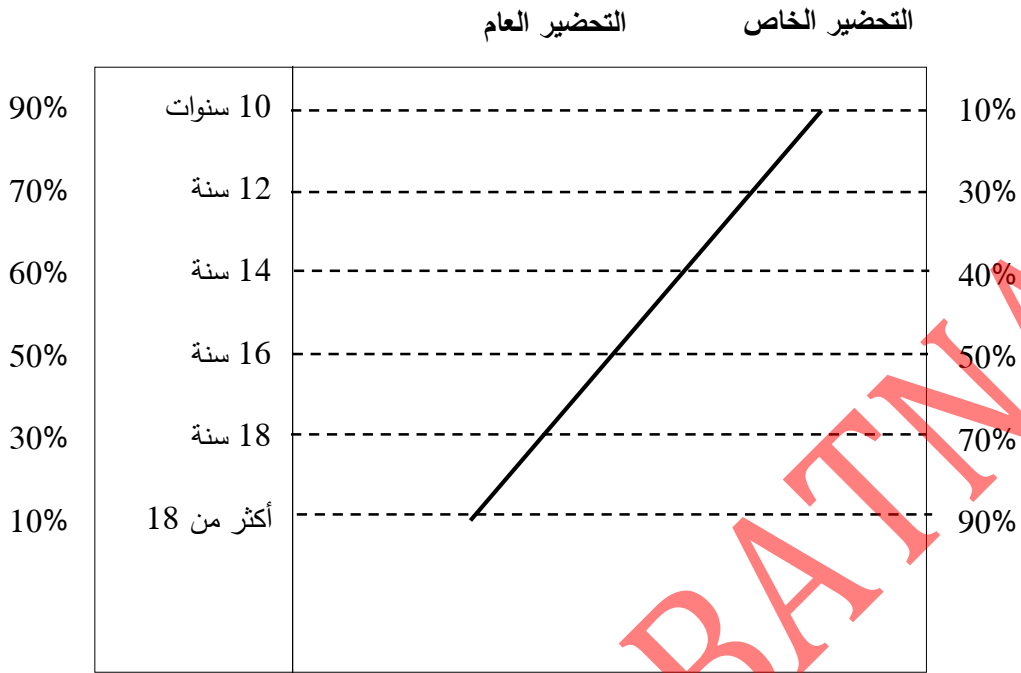 التحضير الخاص التحضير العام
90% 10 سنوات 10%
70% 12 سنة 30%
60% 14 سنة 40%
50% 16 سنة 50%
30% 18 سنة 70%
10% أكثر من 18 90%
BATNA